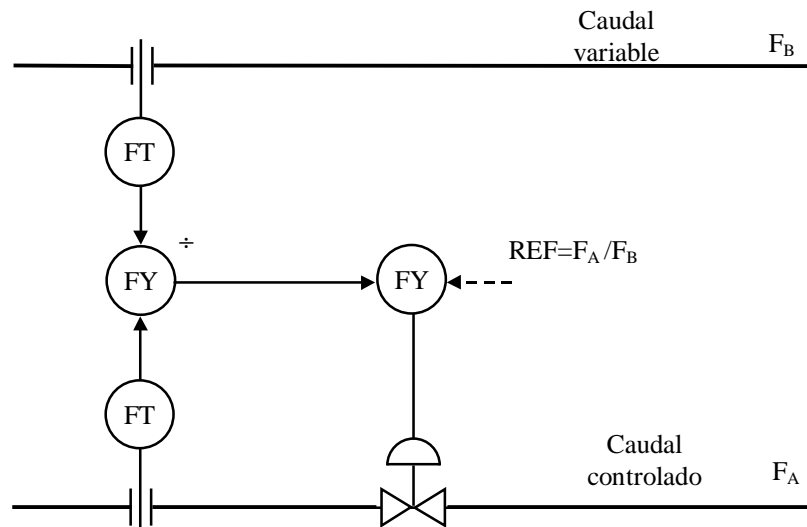 Caudal
variable
F_B
FT
÷
FY
FY
REF=F_A/F_B
FT
Caudal
controlado
F_A